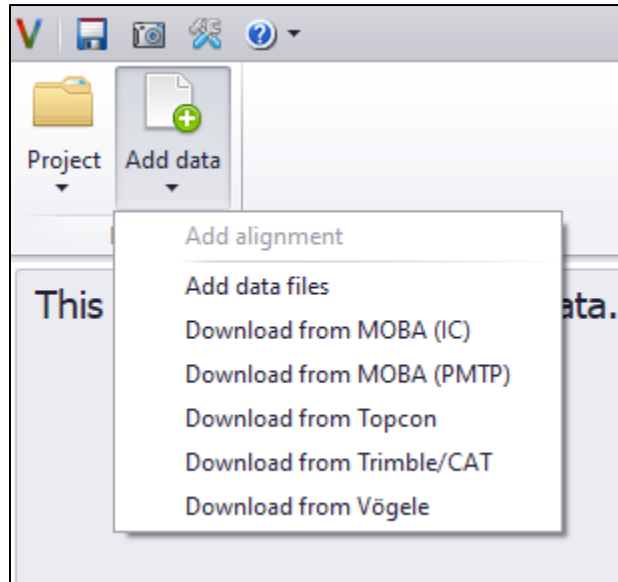 Project
Add data
Add alignment
Add data files
This
ata.
Download from MOBA (IC)
Download from MOBA (PMTP)
Download from Topcon
Download from Trimble/CAT
Download from Vögele